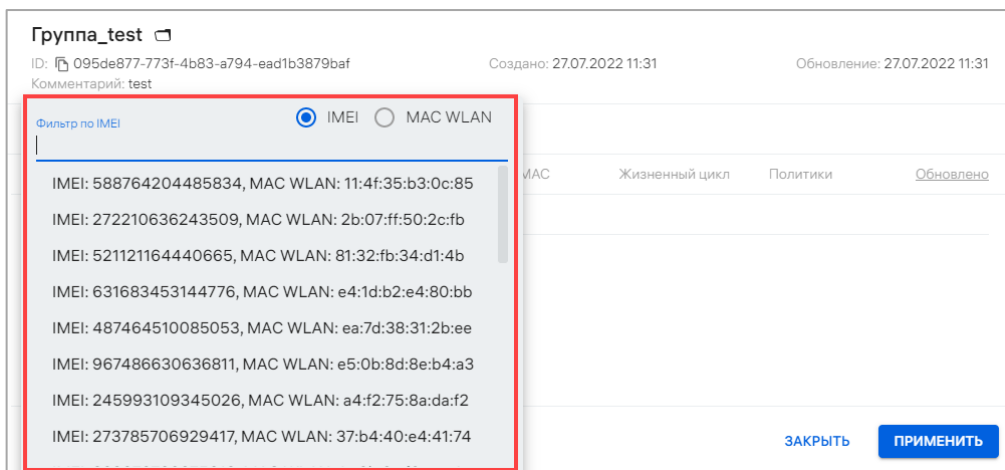 Группа_test
ID: 095de877-773f-4b83-a794-ead1b3879baf Создано: 27.07.2022 11:31 Обновление: 27.07.2022 11:31
Комментарий: test
Фильтр по IMEI IMEI MAC WLAN
MAC Жизненный цикл Политики Обновлено
IMEI: 588764204485834, MAC WLAN: 11:4f:35:b3:0c:85
IMEI: 272210636243509, MAC WLAN: 2b:07:ff:50:2c:fb
IMEI: 521121164440665, MAC WLAN: 81:32:fb:34:d1:4b
IMEI: 631683453144776, MAC WLAN: e4:1d:b2:e4:80:bb
IMEI: 487464510085053, MAC WLAN: ea:7d:38:31:2b:ee
IMEI: 967486630636811, MAC WLAN: e5:0b:8d:8e:b4:a3
IMEI: 245993109345026, MAC WLAN: a4:f2:75:8a:da:f2
IMEI: 273785706929417, MAC WLAN: 37:b4:40:e4:41:74
ЗАКРЫТЬ ПРИМЕНИТЬ